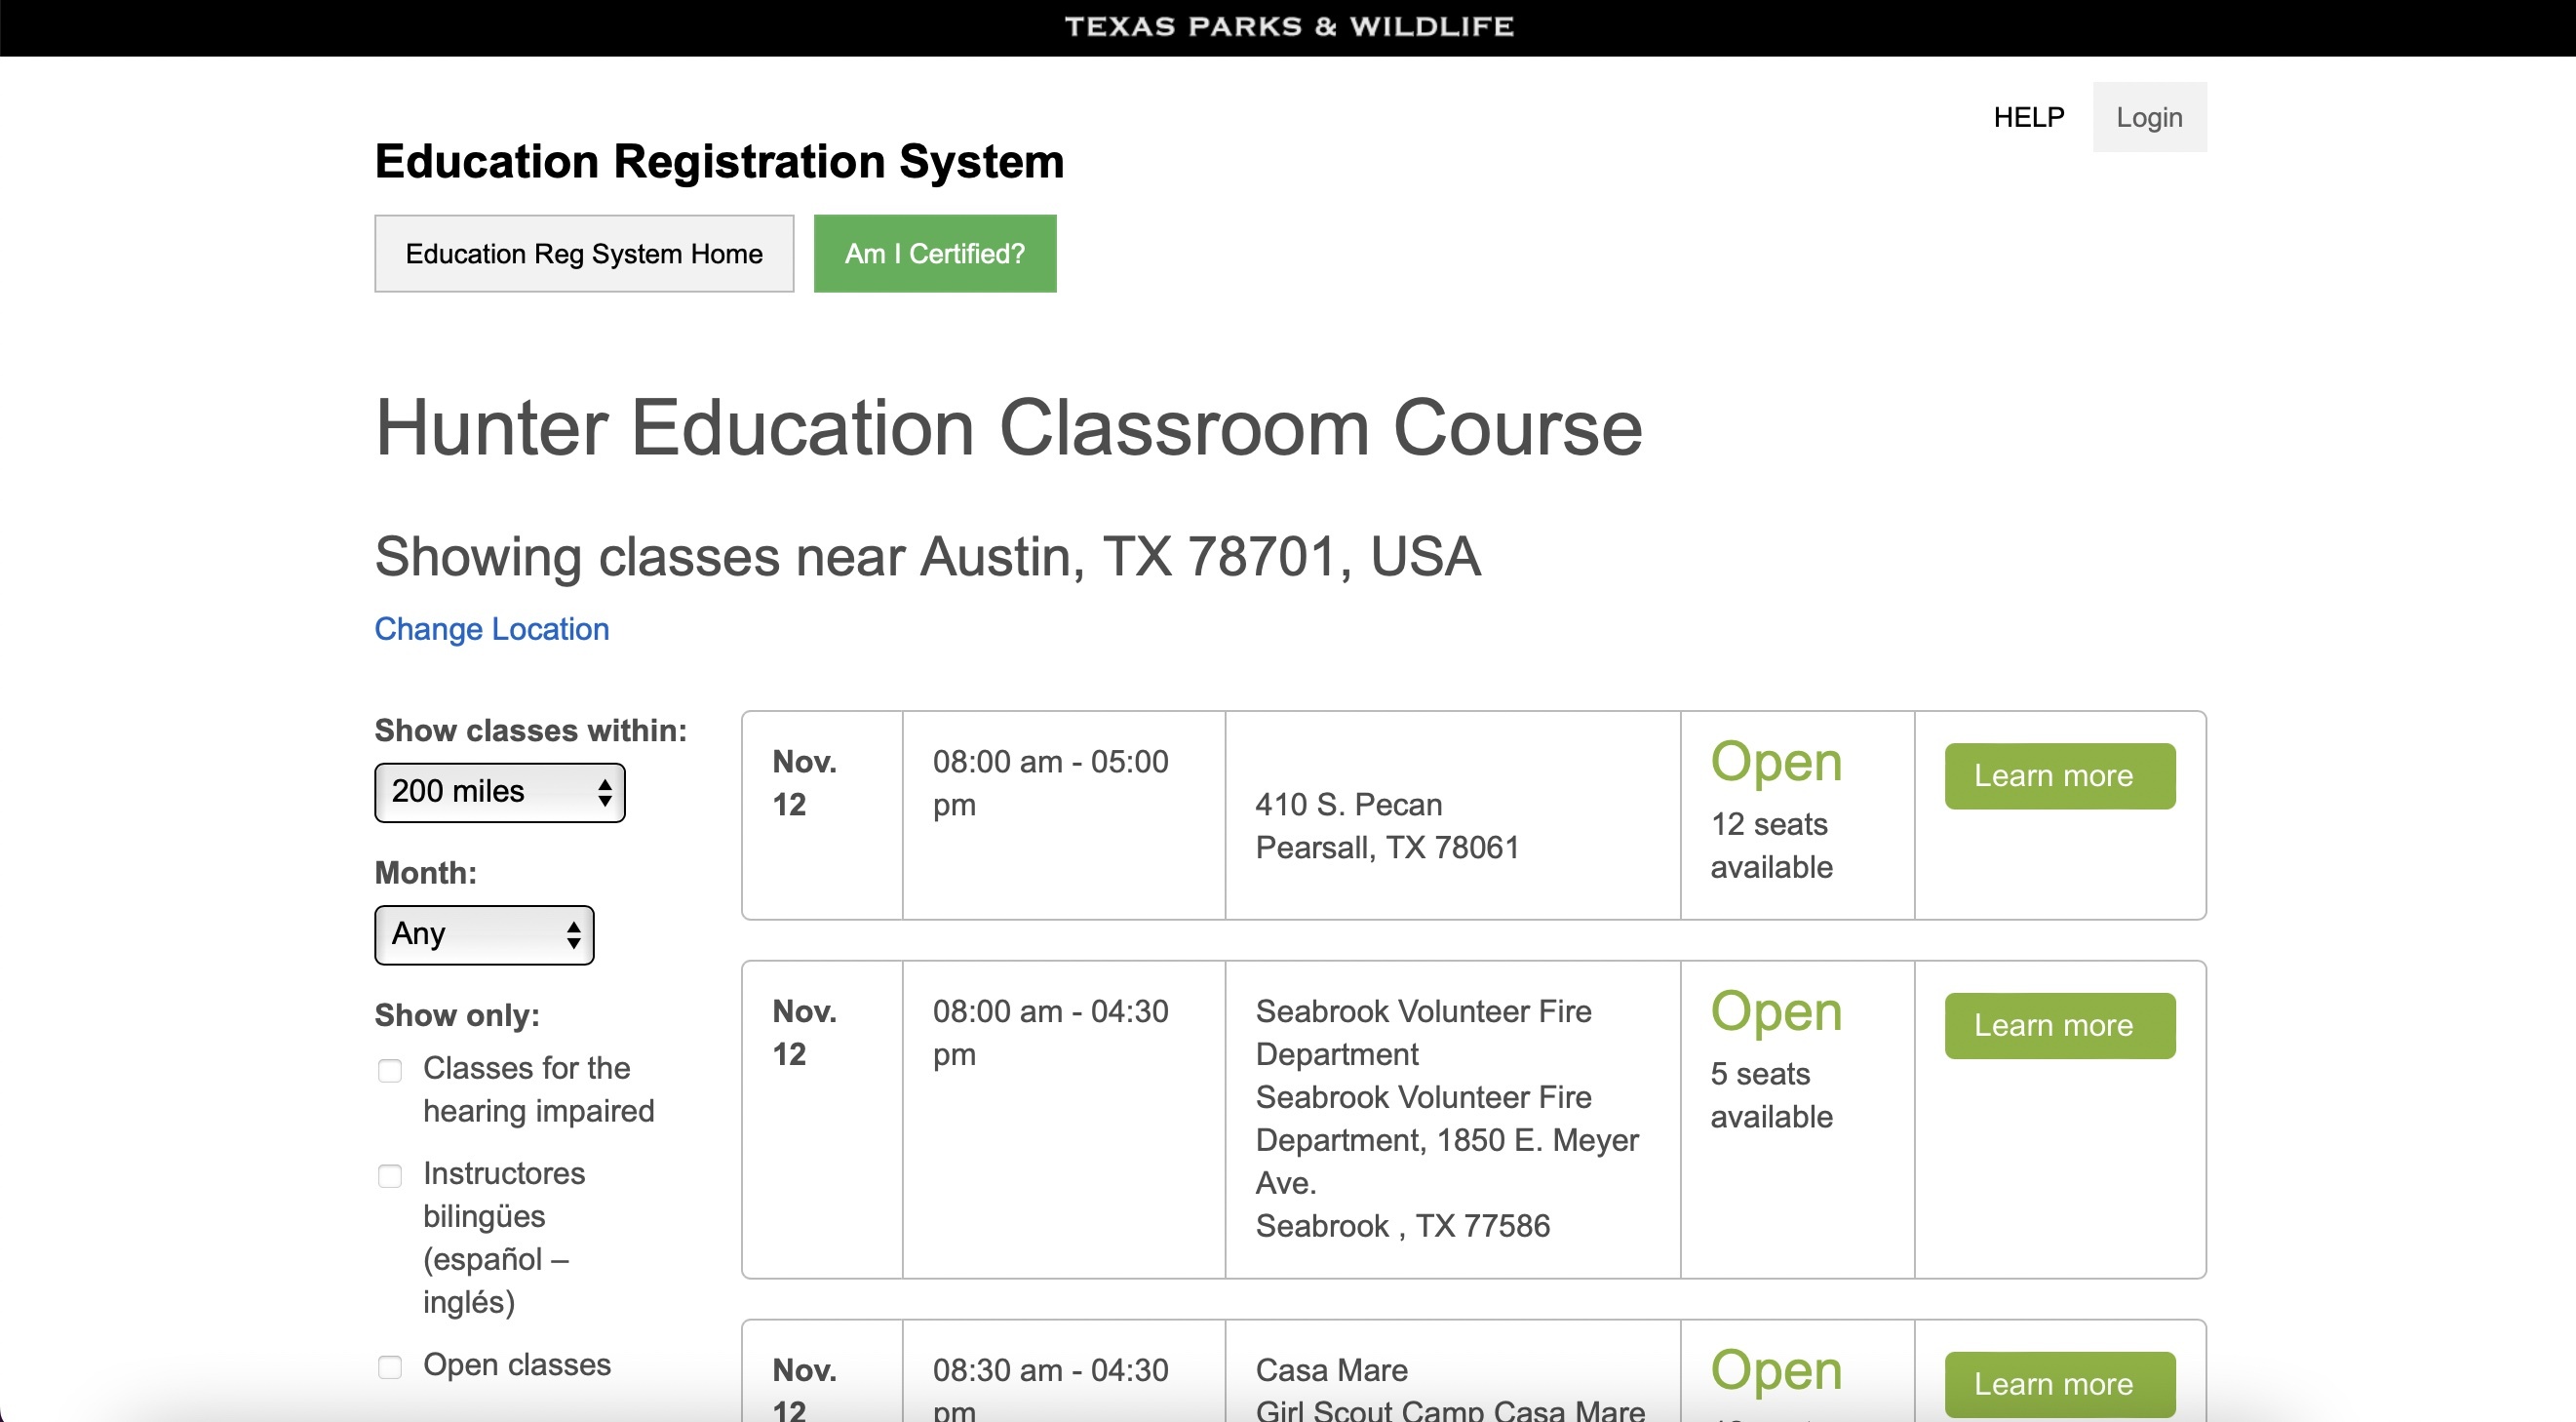 TEXAS PARKS & WILDLIFE
HELP
Login
Education Registration System
Education Reg System Home
Am I Certified?
Hunter Education Classroom Course
Showing classes near Austin, TX 78701, USA
Change Location
Show classes within:
200 miles
Month:
Any
Show only:
Classes for the
hearing impaired
Instructores
bilingües
(español –
inglés)
Open classes
Nov.
12
08:00 am - 05:00
pm
410 S. Pecan
Pearsall, TX 78061
Open
12 seats
available
Learn more
Nov.
12
08:00 am - 04:30
pm
Seabrook Volunteer Fire
Department
Seabrook Volunteer Fire
Department, 1850 E. Meyer
Ave.
Seabrook , TX 77586
Open
5 seats
available
Learn more
Nov.
12
08:30 am - 04:30
pm
Casa Mare
Girl Scout Camp Casa Mare
Open
Learn more